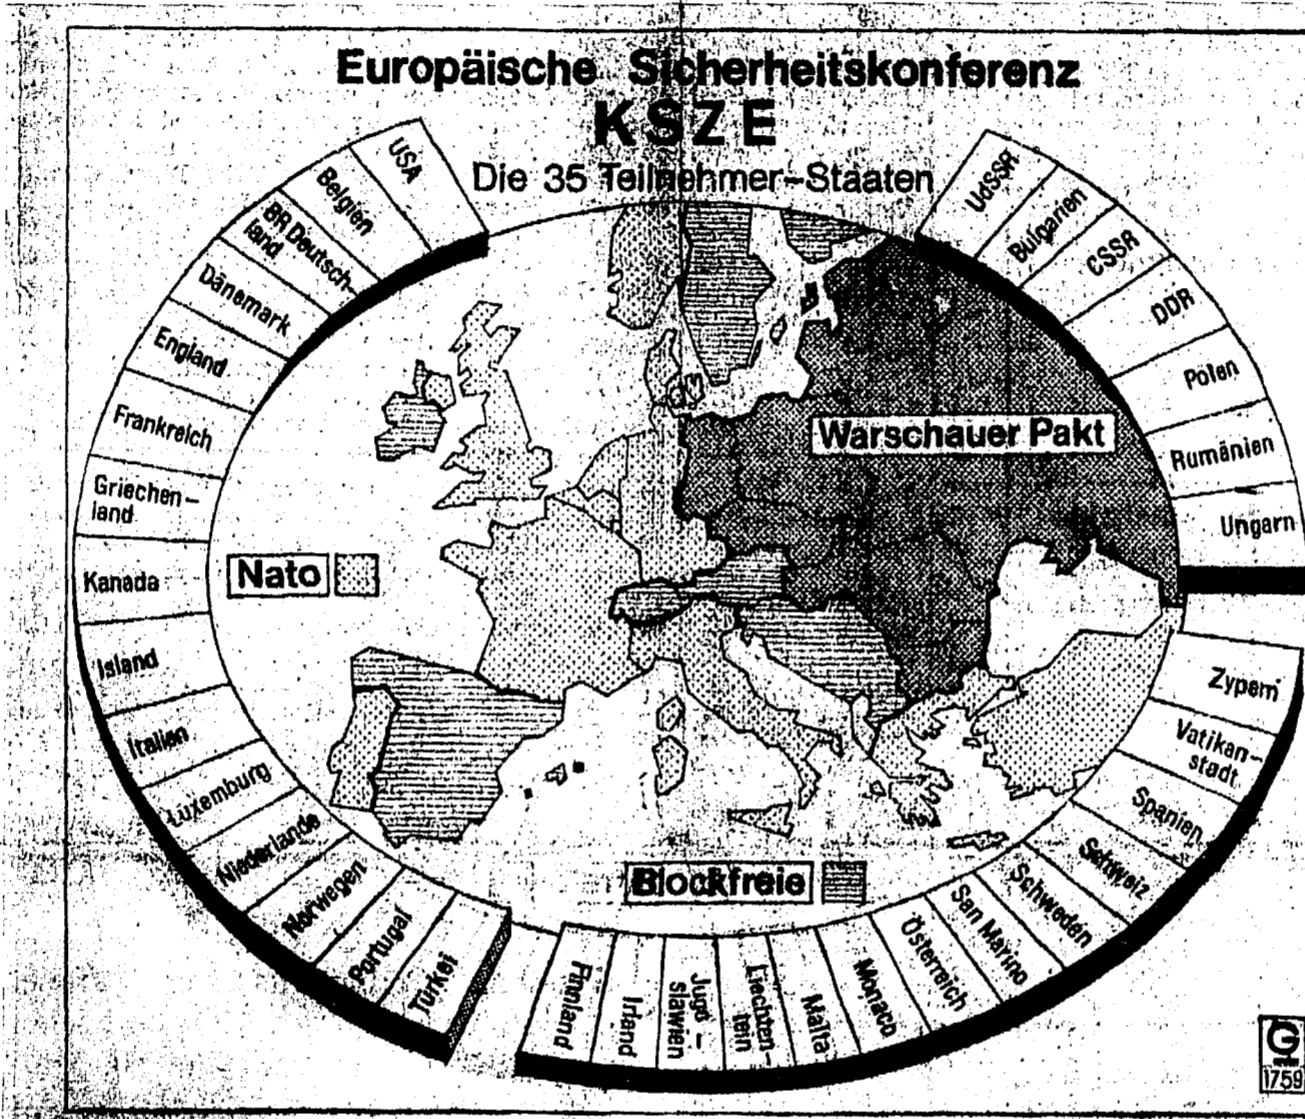 Europäische Sicherheitskonferenz
KSZE
Die 35 Teilnehmer-Staaten
USA
Belgien
BR Deutsch-
land
Dänemark
England
Frankreich
Griechen-
land
Kanada
Island
Italien
Luxemburg
Niederlande
Norwegen
Portugal
Türkei
UdSSR
Bulgarien
CSSR
DDR
Polen
Rumänien
Ungarn
Zypern
Vatikan-
stadt
Spanien
Schweiz
Schweden
San Marino
Österreich
Monaco
Malta
Liechten-
tein
Jugo-
slawien
Irland
Finnland
Warschauer Pakt
Nato
Blockfreie
G
1759